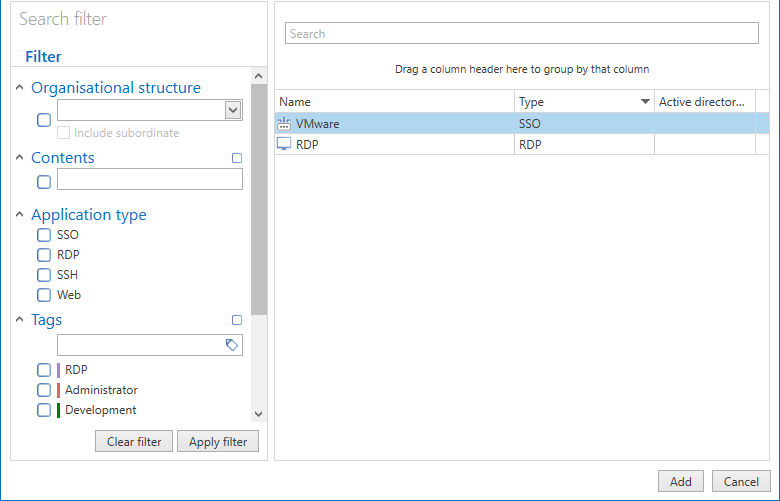 Search filter
Filter
Organisational structure
Include subordinate
Contents
Application type
SSO
RDP
SSH
Web
Tags
RDP
Administrator
Development
Clear filter Apply filter
Search
Drag a column header here to group by that column
Name Type Active director...
VMware SSO
RDP RDP
Add Cancel